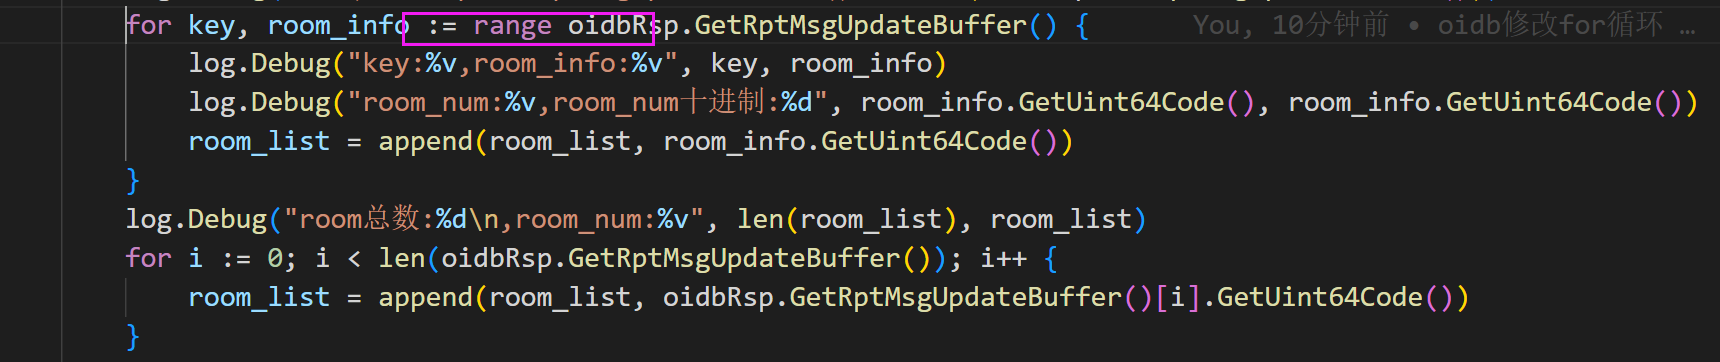 for key, room_info := range oidbRsp.GetRptMsgUpdateBuffer() {    You, 10分钟前 • oidb修改for循环 …
    log.Debug("key:%v,room_info:%v", key, room_info)
    log.Debug("room_num:%v,room_num十进制:%d", room_info.GetUint64Code(), room_info.GetUint64Code())
    room_list = append(room_list, room_info.GetUint64Code())
}
log.Debug("room总数:%d\n,room_num:%v", len(room_list), room_list)
for i := 0; i < len(oidbRsp.GetRptMsgUpdateBuffer()); i++ {
    room_list = append(room_list, oidbRsp.GetRptMsgUpdateBuffer()[i].GetUint64Code())
}